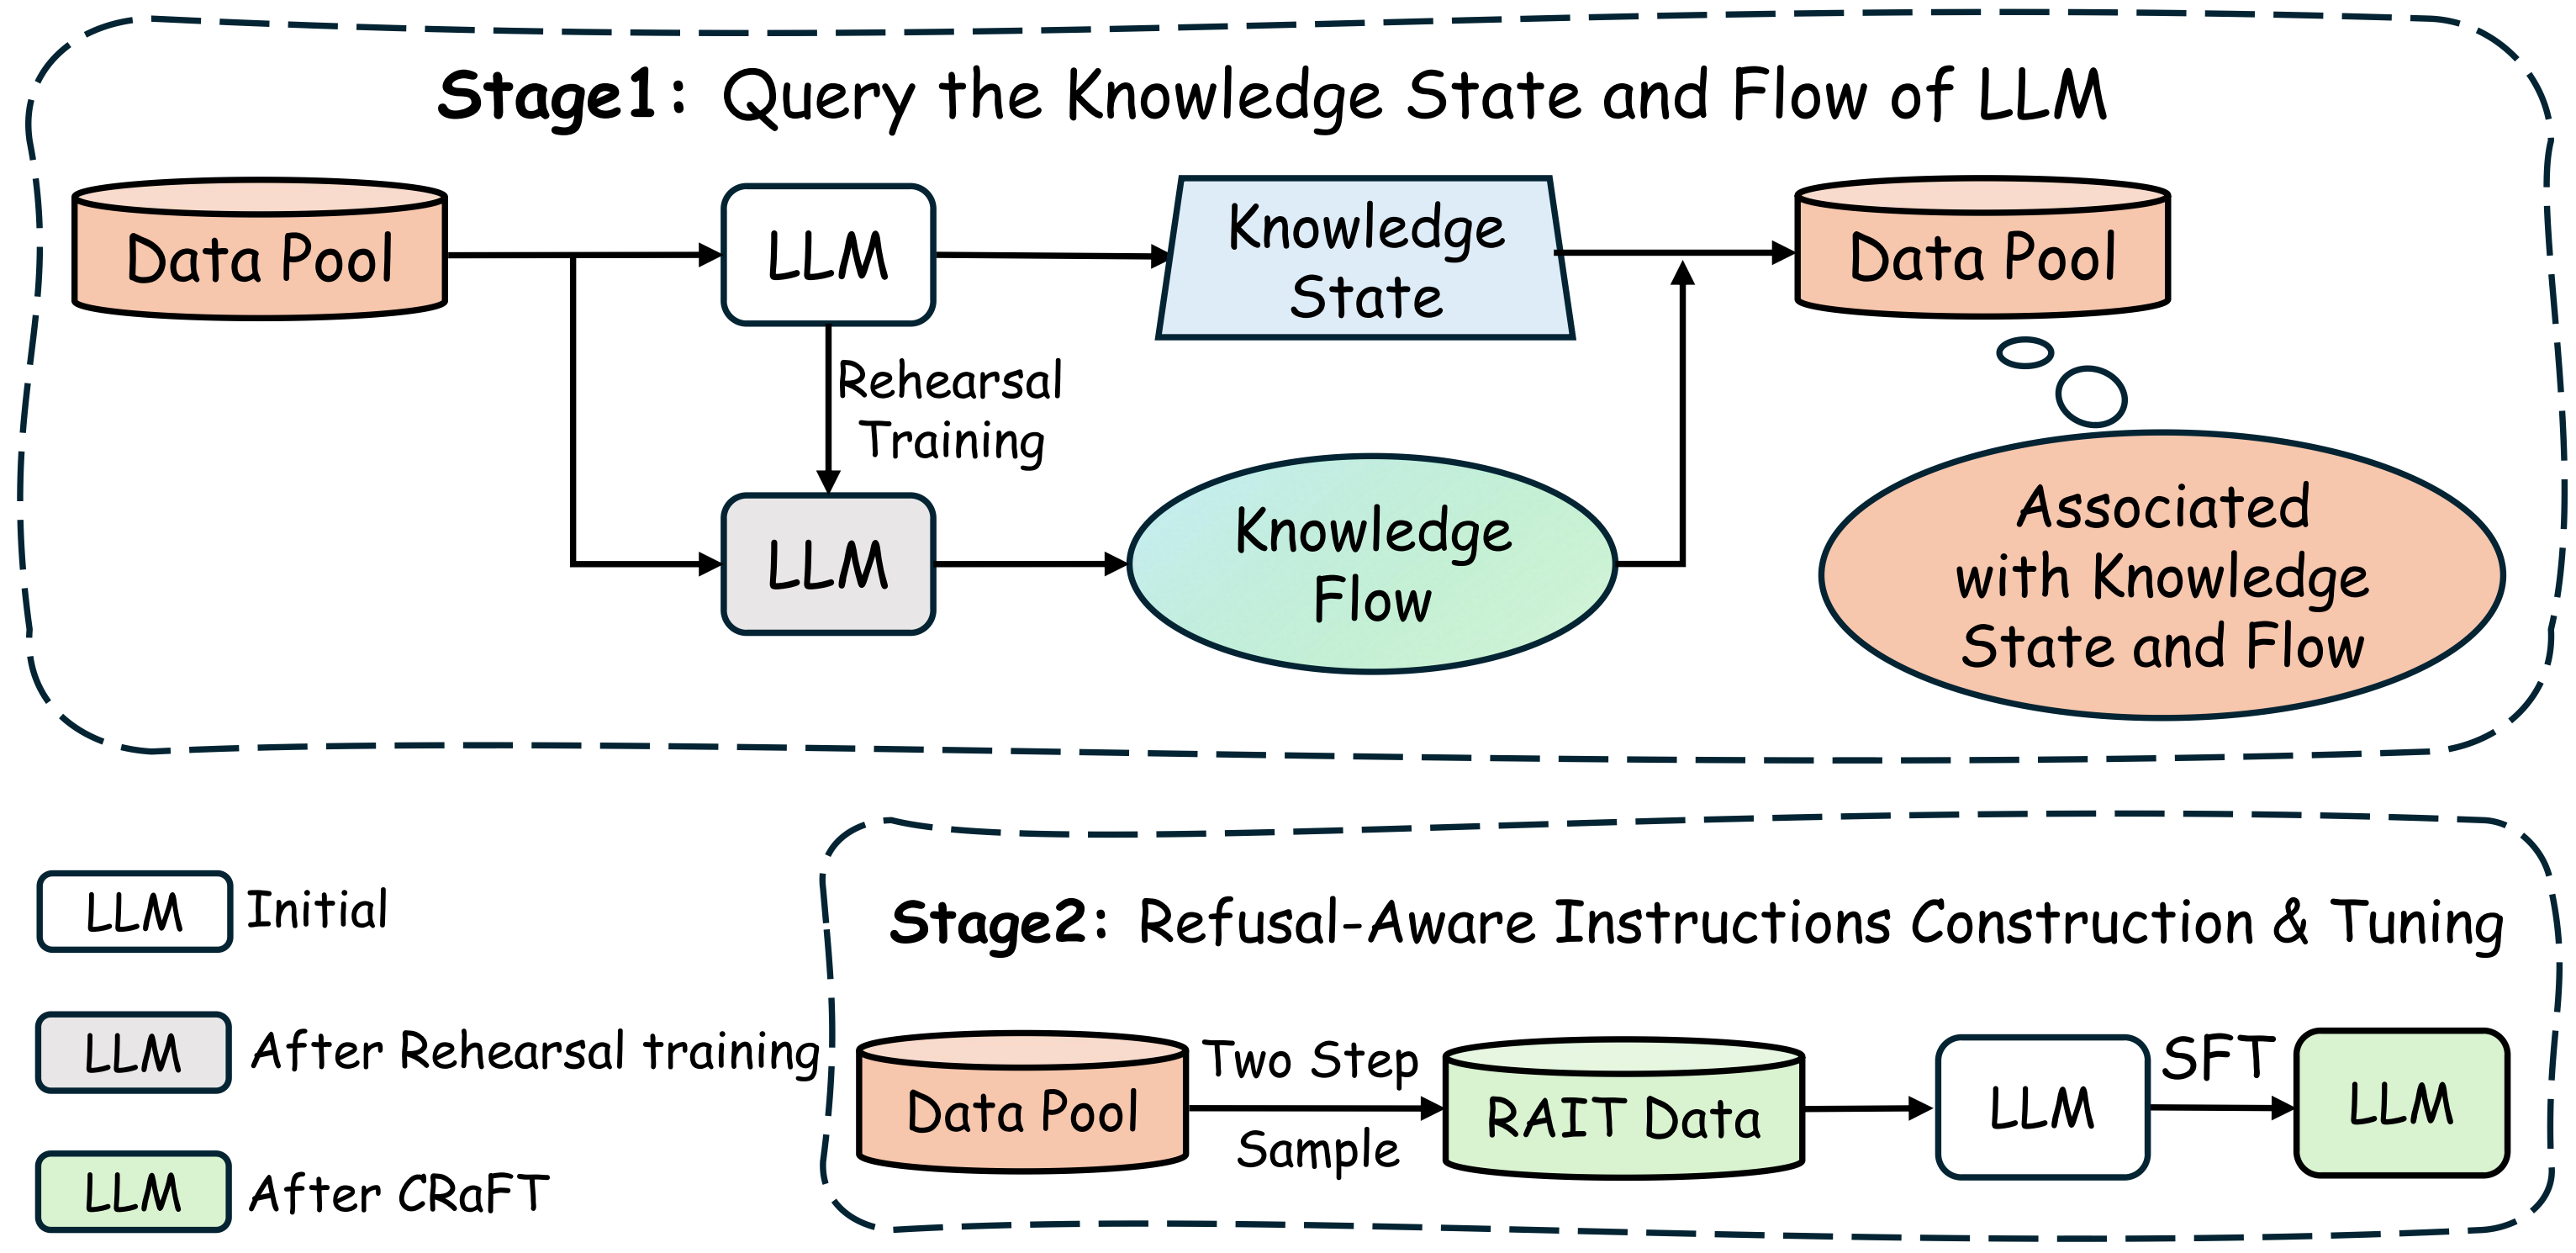 Stage1: Query the Knowledge State and Flow of LLM
Data Pool
LLM
Knowledge
State
Data Pool
Rehearsal
Training
LLM
Knowledge
Flow
Associated
with Knowledge
State and Flow
LLM Initial
LLM After Rehearsal training
LLM After CRaFT
Stage2: Refusal-Aware Instructions Construction & Tuning
Data Pool
Two Step
Sample
RAIT Data
LLM
SFT
LLM